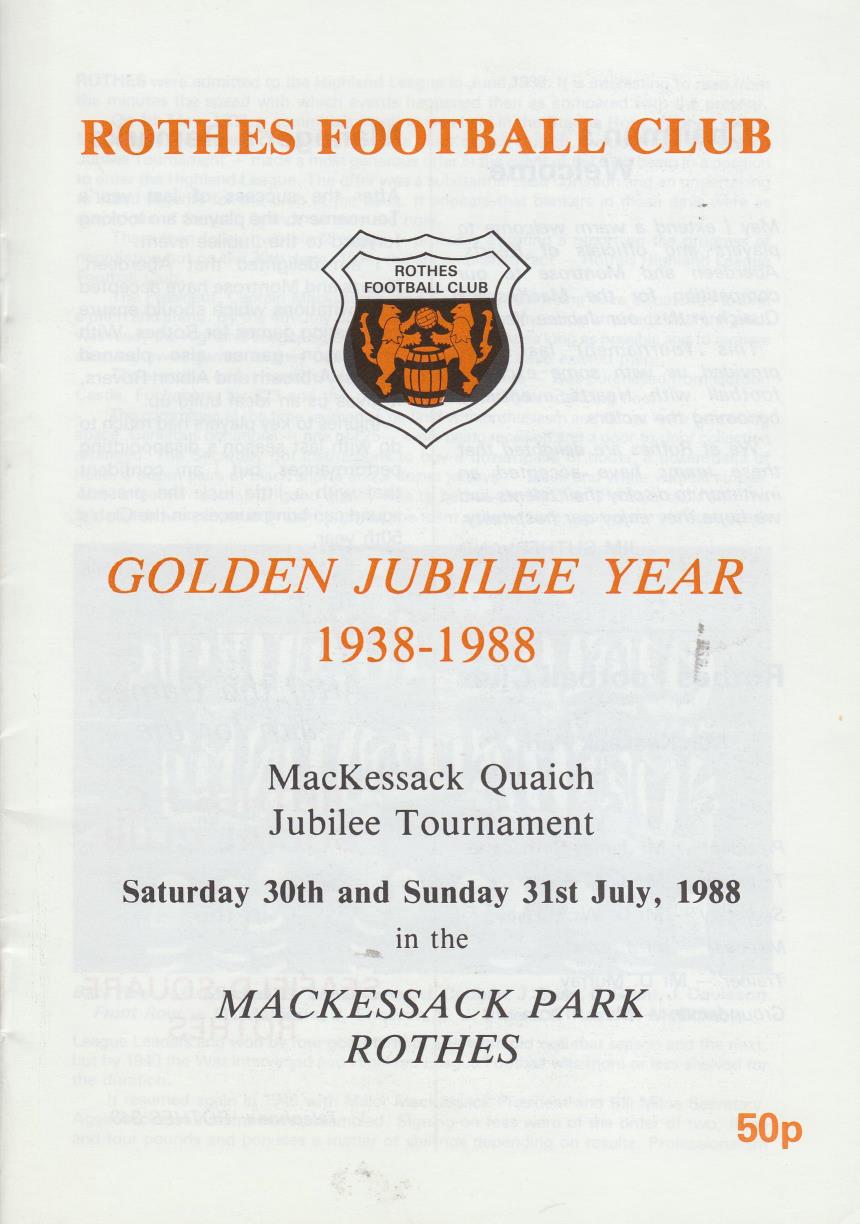 ROTHES FOOTBALL CLUB
ROTHES
FOOTBALL CLUB
GOLDEN JUBILEE YEAR
1938-1988
MacKessack Quaich
Jubilee Tournament
Saturday 30th and Sunday 31st July, 1988
in the
MACKESSACK PARK
ROTHES
50p